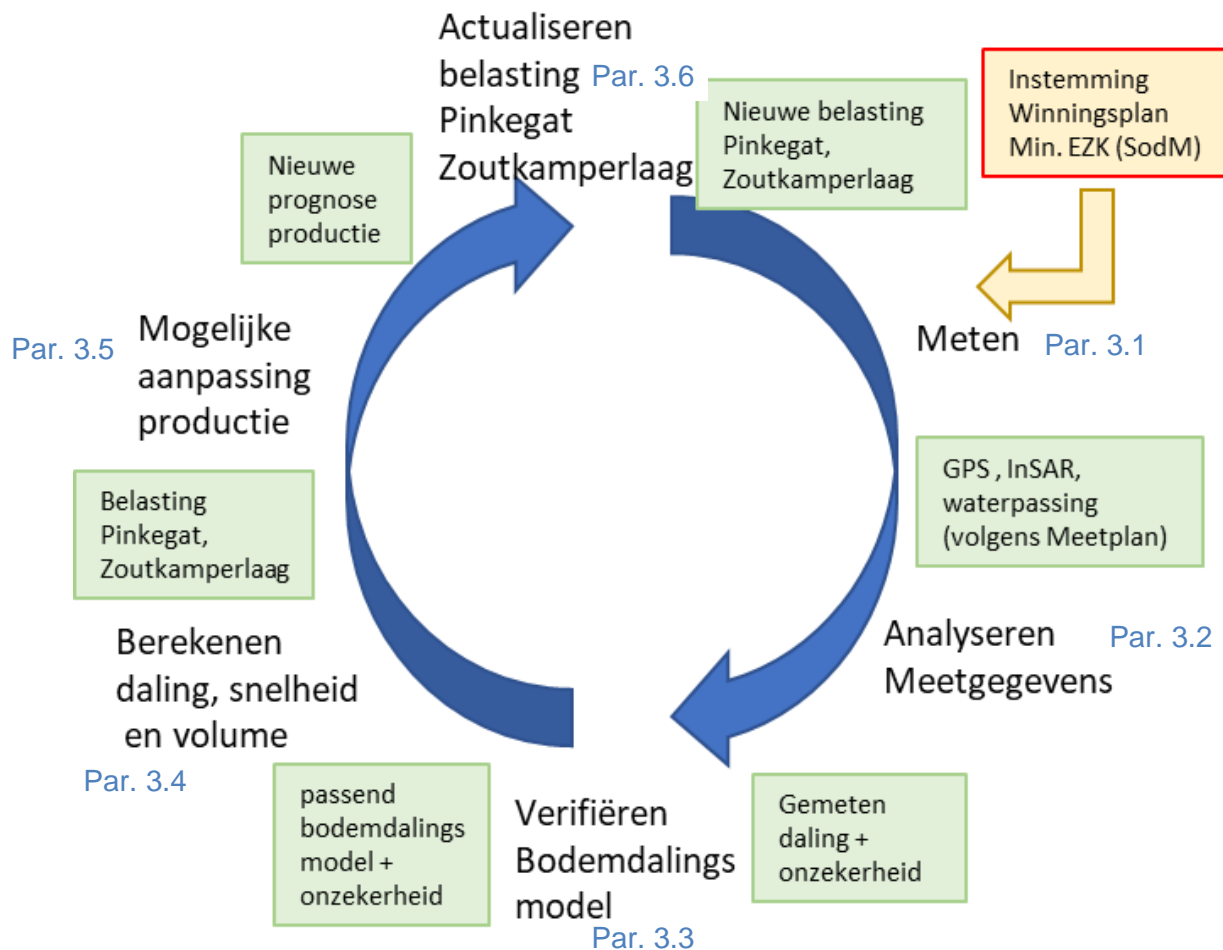 Actualiseren
belasting
Pinkegat
Zoutkamperlaag
Par. 3.6
Nieuwe belasting
Pinkegat,
Zoutkamperlaag
Instemming
Winningsplan
Min. EZK (SodM)
Meten
Par. 3.1
GPS , InSAR,
waterpassing
(volgens Meetplan)
Analyseren
Meetgegevens
Par. 3.2
Gemeten
daling +
onzekerheid
Verifiëren
Bodemdalings
model
Par. 3.3
passend
bodemdalings
model +
onzekerheid
Berekenen
daling, snelheid
en volume
Par. 3.4
Belasting
Pinkegat,
Zoutkamperlaag
Mogelijke
aanpassing
productie
Par. 3.5
Nieuwe
prognose
productie